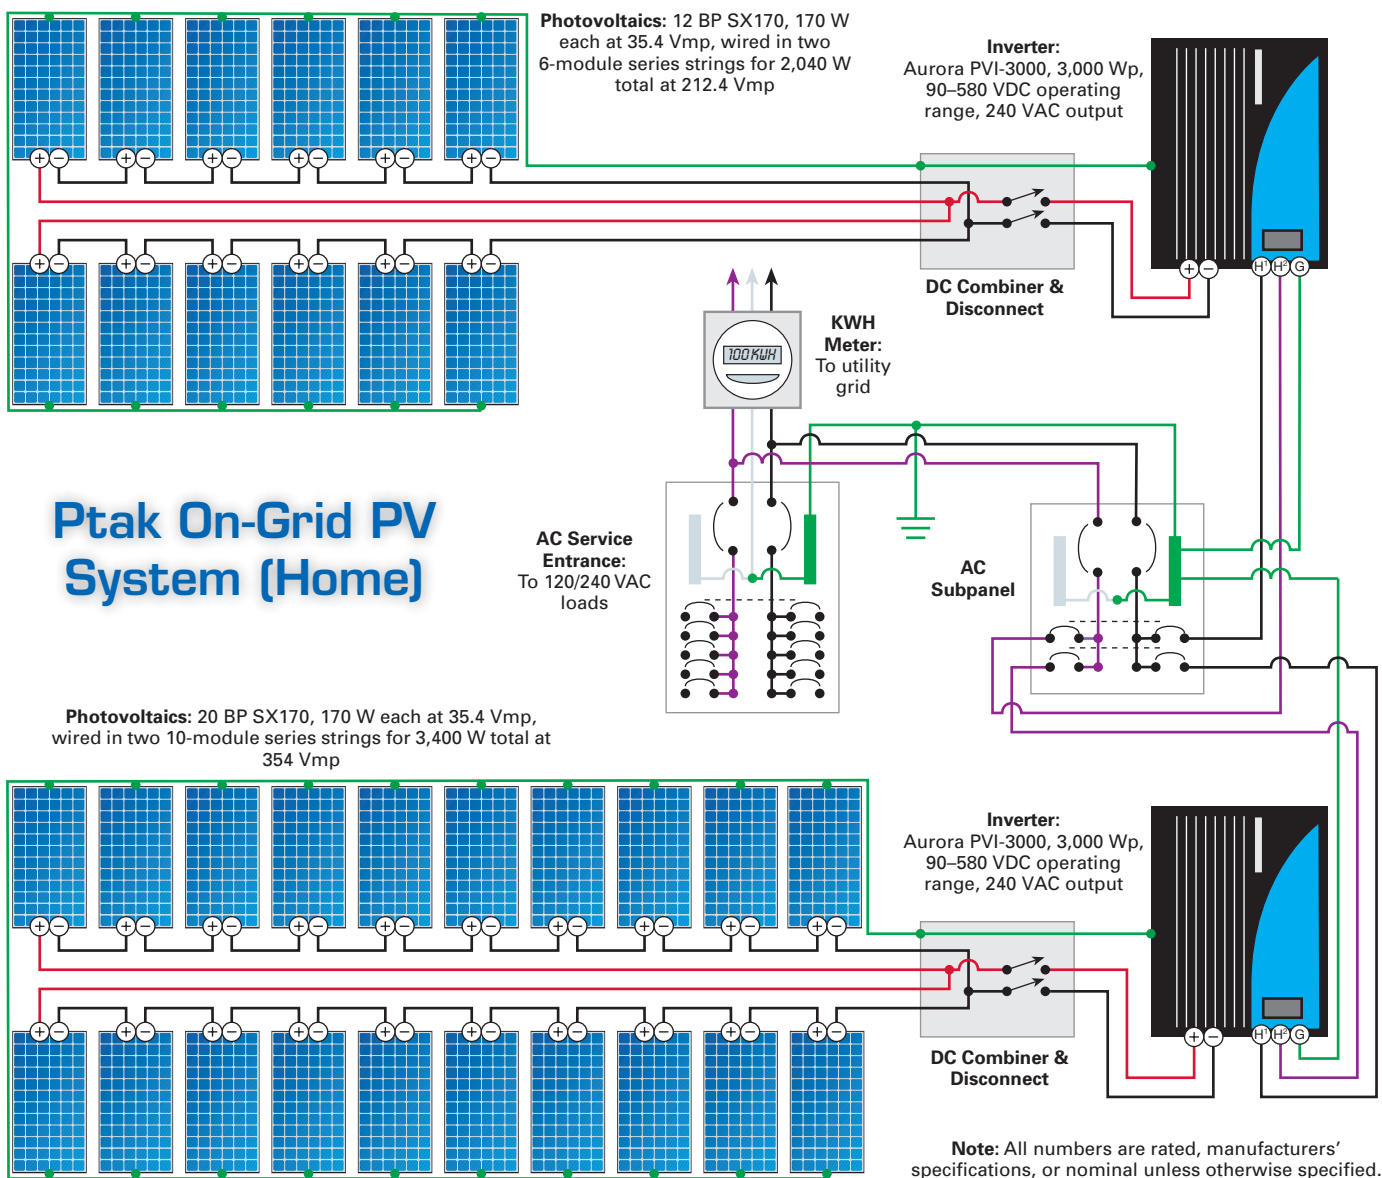 Photovoltaics: 12 BP SX170, 170 W
each at 35.4 Vmp, wired in two
6-module series strings for 2,040 W
total at 212.4 Vmp
Inverter:
Aurora PVI-3000, 3,000 Wp,
90–580 VDC operating
range, 240 VAC output
+ − + − + − + − + − + −
+ − + − + − + − + − + −
+ − H¹ H² G
DC Combiner &
Disconnect
100 KWH
KWH
Meter:
To utility
grid
Ptak On-Grid PV
System (Home)
AC Service
Entrance:
To 120/240 VAC
loads
AC
Subpanel
Photovoltaics: 20 BP SX170, 170 W each at 35.4 Vmp,
wired in two 10-module series strings for 3,400 W total at
354 Vmp
Inverter:
Aurora PVI-3000, 3,000 Wp,
90–580 VDC operating
range, 240 VAC output
+ − + − + − + − + − + − + − + − + − + −
+ − + − + − + − + − + − + − + − + − + −
+ − H¹ H² G
DC Combiner &
Disconnect
Note: All numbers are rated, manufacturers’
specifications, or nominal unless otherwise specified.